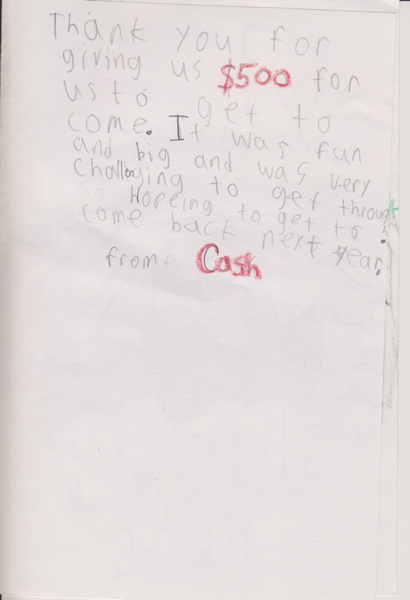 Thank you for
giving us $500 for
us to get to
come. It was fun
and big and was very
challenging to get through
Hopeing to get to
come back next year.
frome Cash